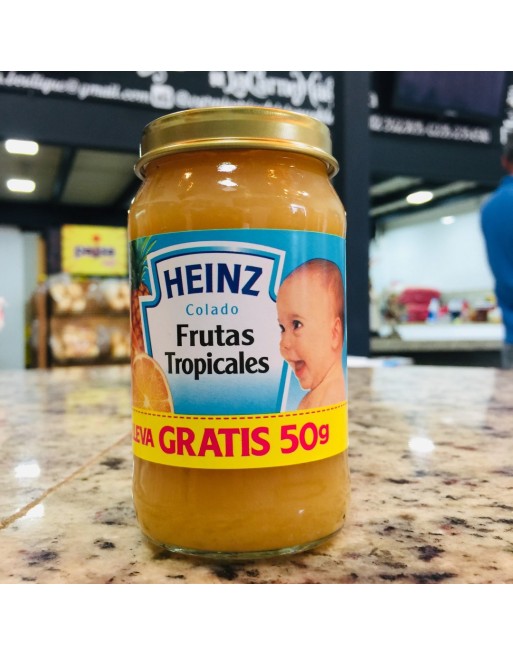 HEINZ
Colado
Frutas
Tropicales
LEVA GRATIS 50g